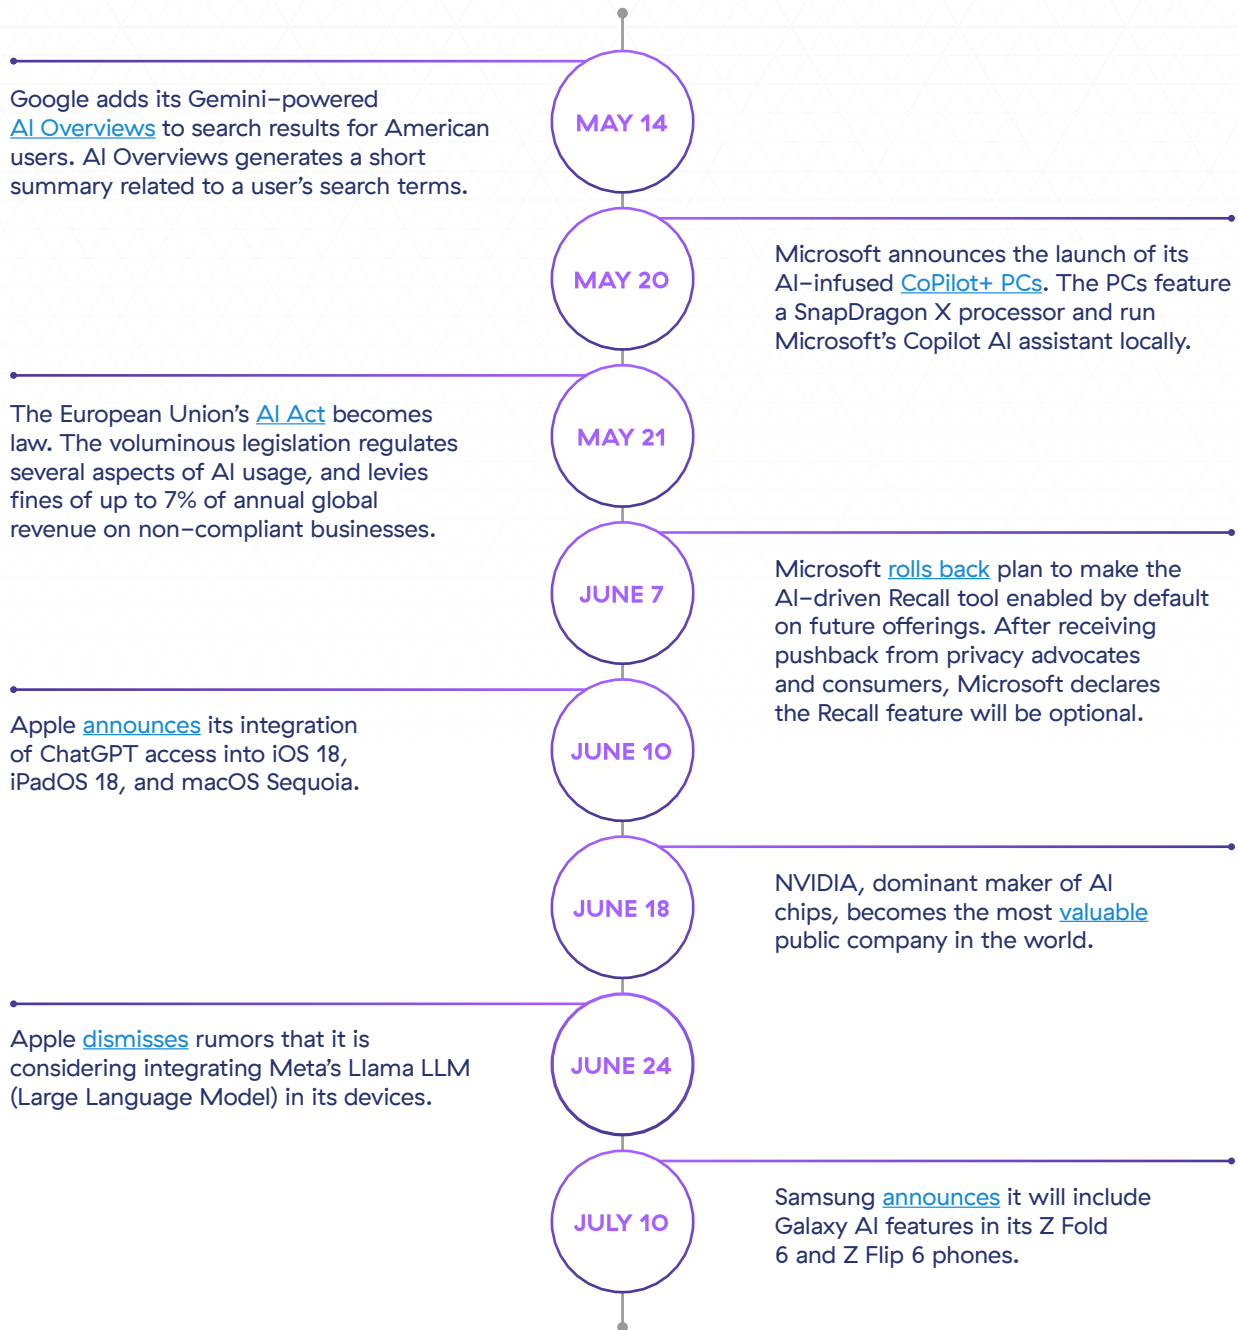 MAY 14
Google adds its Gemini-powered
AI Overviews to search results for American
users. AI Overviews generates a short
summary related to a user's search terms.
MAY 20
Microsoft announces the launch of its
AI-infused CoPilot+ PCs. The PCs feature
a SnapDragon X processor and run
Microsoft's Copilot AI assistant locally.
MAY 21
The European Union's AI Act becomes
law. The voluminous legislation regulates
several aspects of AI usage, and levies
fines of up to 7% of annual global
revenue on non-compliant businesses.
JUNE 7
Microsoft rolls back plan to make the
AI-driven Recall tool enabled by default
on future offerings. After receiving
pushback from privacy advocates
and consumers, Microsoft declares
the Recall feature will be optional.
JUNE 10
Apple announces its integration
of ChatGPT access into iOS 18,
iPadOS 18, and macOS Sequoia.
JUNE 18
NVIDIA, dominant maker of AI
chips, becomes the most valuable
public company in the world.
JUNE 24
Apple dismisses rumors that it is
considering integrating Meta's Llama LLM
(Large Language Model) in its devices.
JULY 10
Samsung announces it will include
Galaxy AI features in its Z Fold
6 and Z Flip 6 phones.